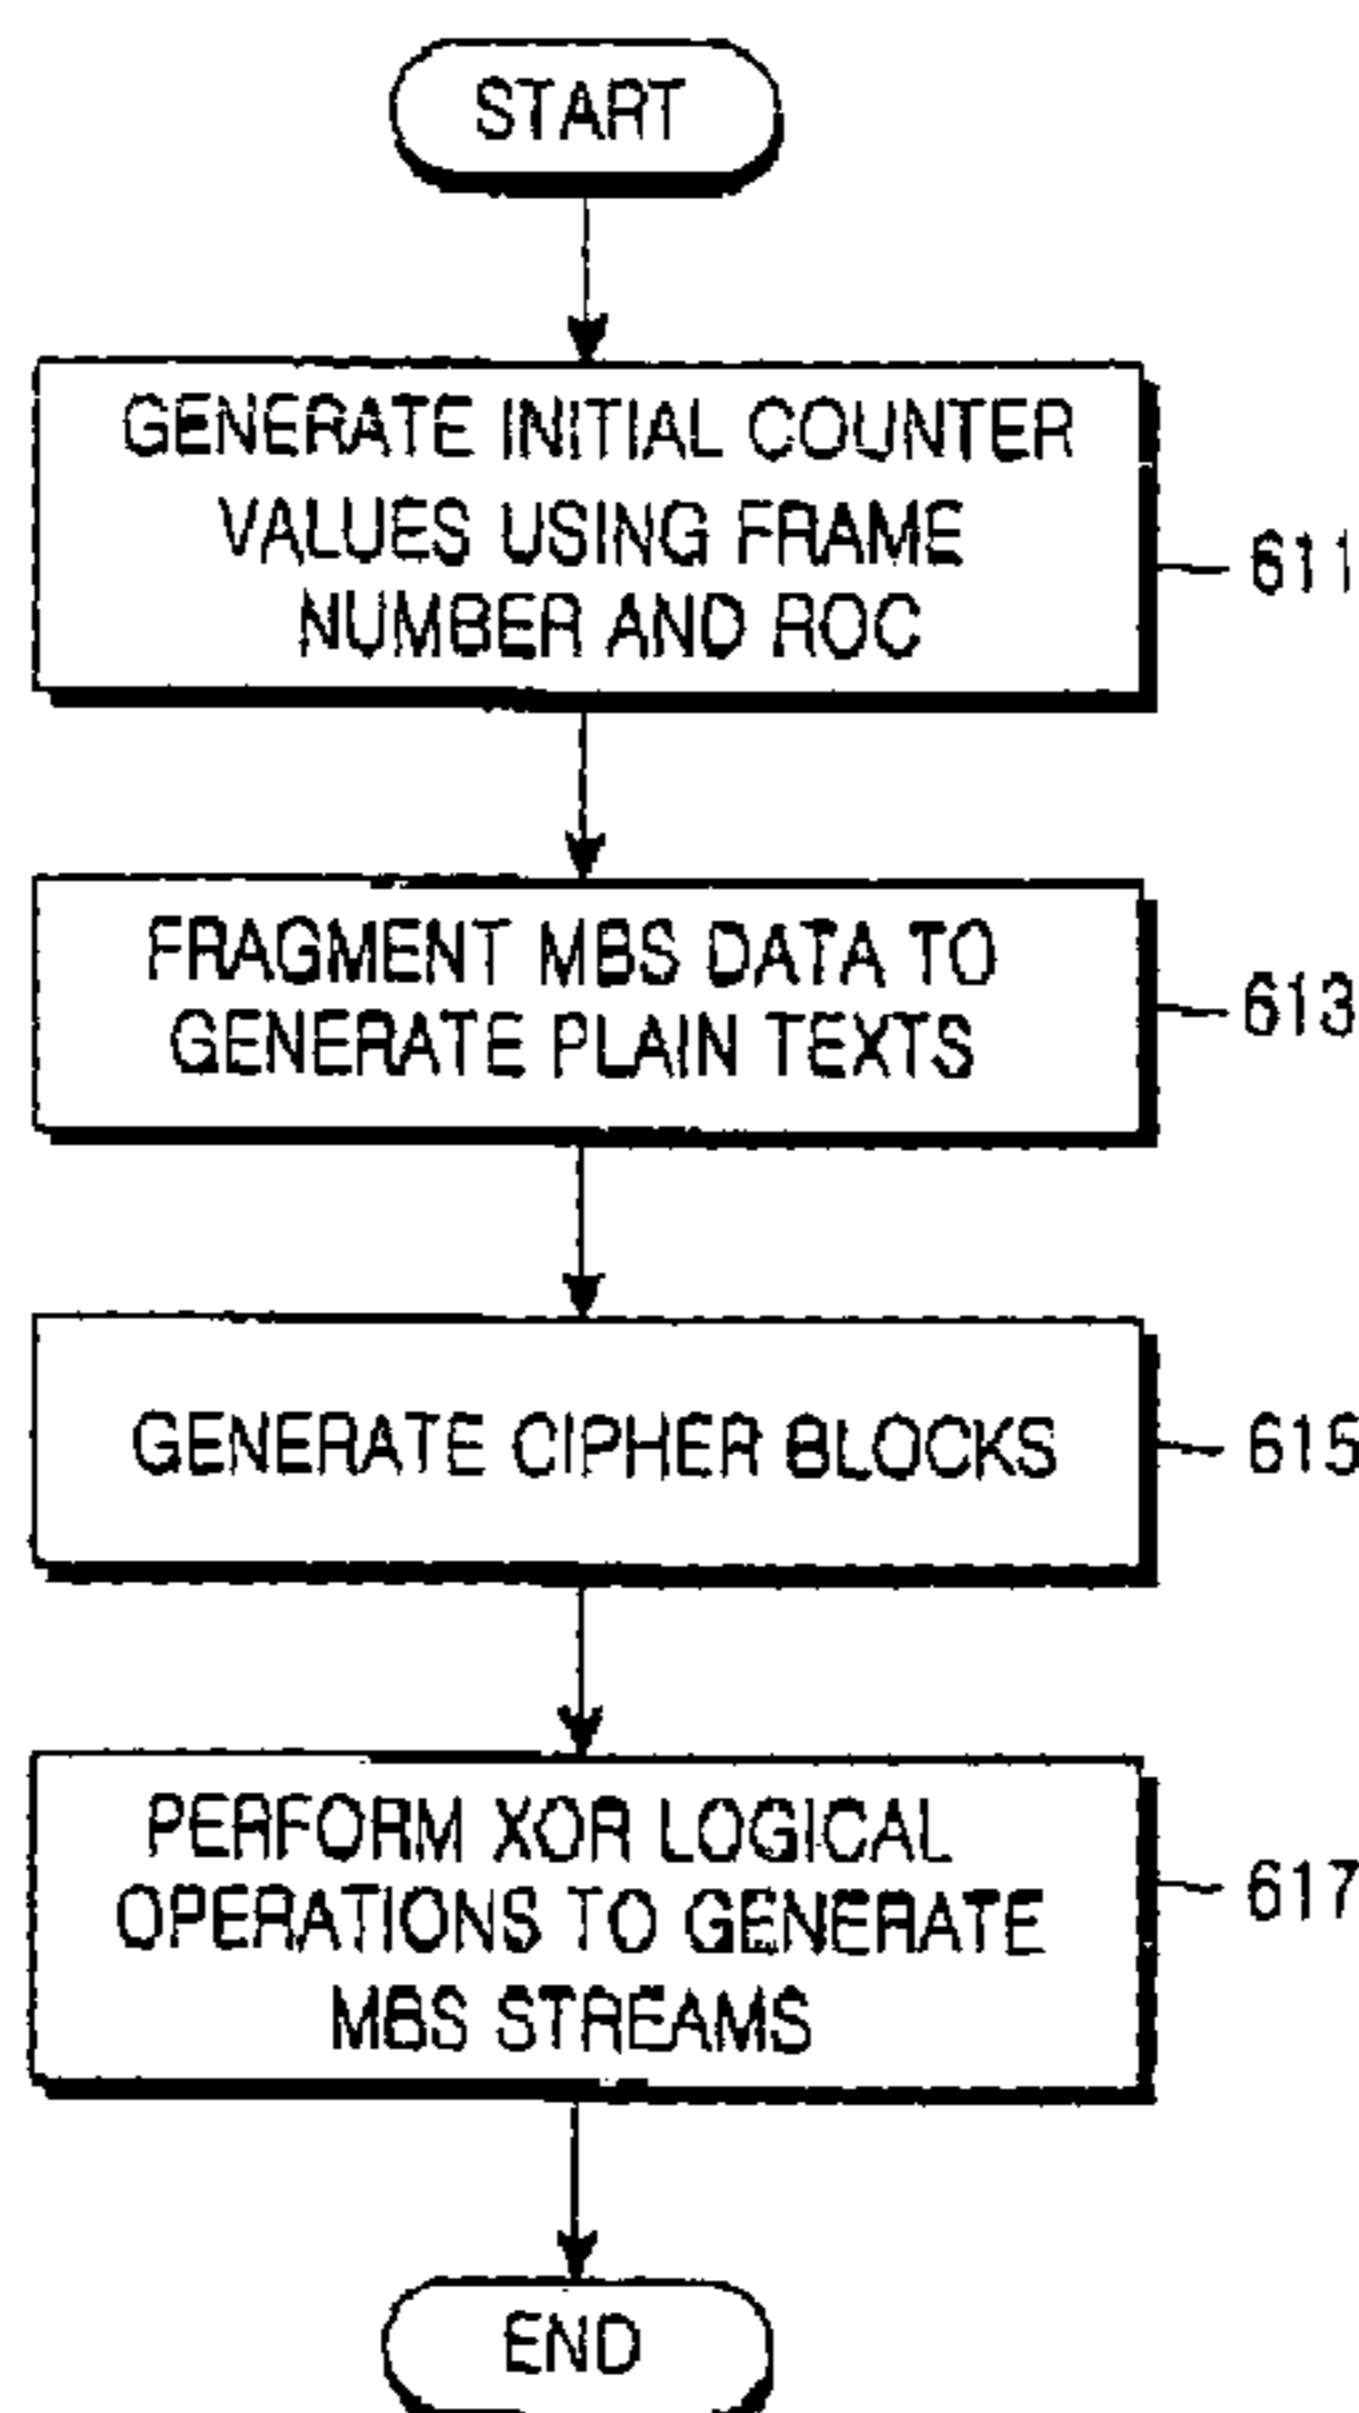 START
GENERATE INITIAL COUNTER
VALUES USING FRAME
NUMBER AND ROC
611
FRAGMENT MBS DATA TO
GENERATE PLAIN TEXTS
613
GENERATE CIPHER BLOCKS
615
PERFORM XOR LOGICAL
OPERATIONS TO GENERATE
MBS STREAMS
617
END